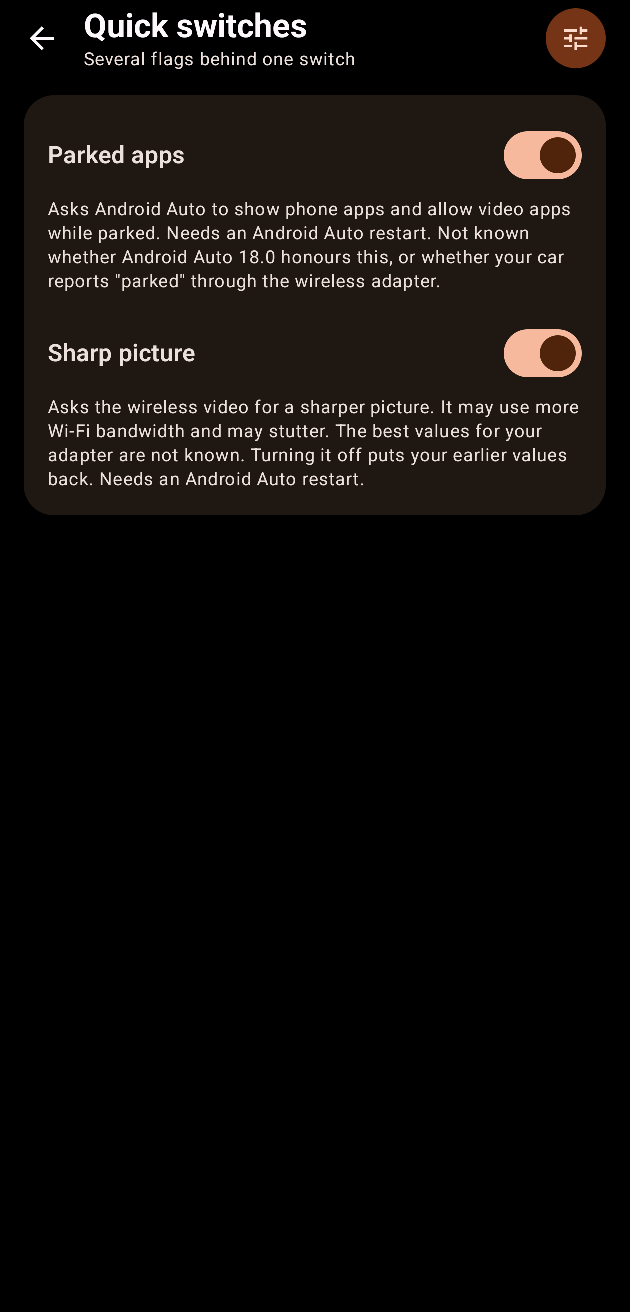 Quick switches
Several flags behind one switch
Parked apps
Asks Android Auto to show phone apps and allow video apps
while parked. Needs an Android Auto restart. Not known
whether Android Auto 18.0 honours this, or whether your car
reports "parked" through the wireless adapter.
Sharp picture
Asks the wireless video for a sharper picture. It may use more
Wi-Fi bandwidth and may stutter. The best values for your
adapter are not known. Turning it off puts your earlier values
back. Needs an Android Auto restart.